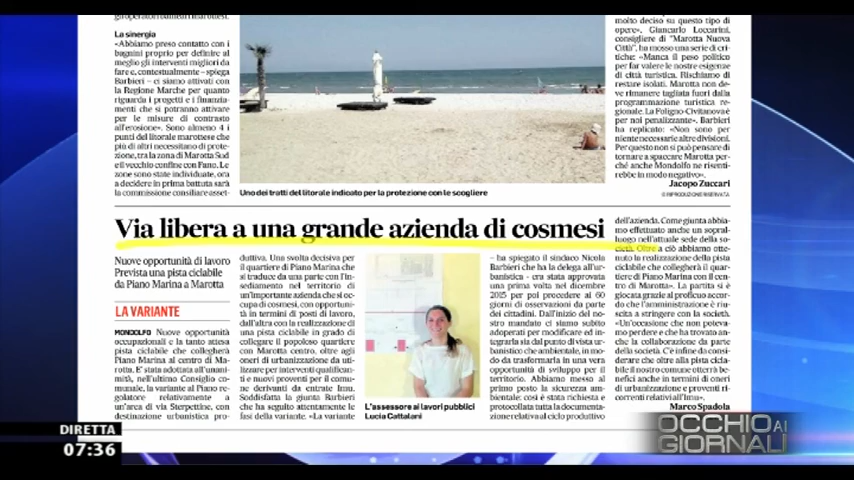 gli operatori balneari marottesi.
La sinergia
«Abbiamo preso contatto con i
bagnini proprio per definire al
meglio gli interventi migliori da
fare e, contestualmente – spiega
Barbieri – ci siamo attivati con
la Regione Marche per quanto
riguarda i progetti e i finanzia-
menti che si potranno attivare
per le misure di contrasto
all'erosione». Sono almeno 4 i
punti del litorale marottese che
più di altri necessitano di prote-
zione, tra la zona di Marotta Sud
e il vecchio confine con Fano. Le
zone sono state individuate, ora
a decidere in prima battuta sarà
la commissione consiliare asset-
Uno dei tratti del litorale indicato per la protezione con le scogliere
molto deciso su questo tipo di
opere». Giancarlo Loccarini,
consigliere di "Marotta Nuova
Città", ha mosso una serie di cri-
tiche: «Manca il peso politico
per far valere le nostre esigenze
di città turistica. Rischiamo di
restare isolati. Marotta non de-
ve rimanere tagliata fuori dalla
programmazione turistica re-
gionale. La Foligno-Civitanova è
per noi penalizzante». Barbieri
ha replicato: «Non sono per
niente necessarie altre divisioni.
Per questo non si può pensare di
tornare a spaccare Marotta per-
ché anche Mondolfo ne risenti-
rebbe in modo negativo».
Jacopo Zuccari
© RIPRODUZIONE RISERVATA
Via libera a una grande azienda di cosmesi
Nuove opportunità di lavoro
Prevista una pista ciclabile
da Piano Marina a Marotta
LA VARIANTE
MONDOLFO Nuove opportunità
occupazionali e la tanto attesa
pista ciclabile che collegherà
Piano Marina al centro di Ma-
rotta. E' stata adottata all'unani-
mità, nell'ultimo Consiglio co-
munale, la variante al Piano re-
golatore relativamente a
un'area di via Sterpettine, con
destinazione urbanistica pro-
duttiva. Una svolta decisiva per
il quartiere di Piano Marina che
si traduce da una parte con l'in-
sediamento nel territorio di
un'importante azienda che si oc-
cupa di cosmesi, con opportuni-
tà in termini di posti di lavoro,
dall'altra con la realizzazione di
una pista ciclabile in grado di
collegare il popoloso quartiere
con Marotta centro, oltre agli
oneri di urbanizzazione da uti-
lizzare per interventi qualifican-
ti e nuovi proventi per il comu-
ne derivanti da entrate Imu.
Soddisfatta la giunta Barbieri
che ha seguito attentamente le
fasi della variante. «La variante
L'assessore ai lavori pubblici
Lucia Cattalani
– ha spiegato il sindaco Nicola
Barbieri che ha la delega all'ur-
banistica - era stata approvata
una prima volta nel dicembre
2015 per poi procedere ai 60
giorni di osservazioni da parte
dei cittadini. Dall'inizio del no-
stro mandato ci siamo subito
adoperati per modificare ed in-
tegrarla sia dal punto di vista ur-
banistico che ambientale, in mo-
do da trasformarla in una vera
opportunità di sviluppo per il
territorio. Abbiamo messo al
primo posto la sicurezza am-
bientale: così è stata richiesta e
protocollata tutta la documenta-
zione relativa al ciclo produttivo
dell'azienda. Come giunta abbia-
mo effettuato anche un sopral-
luogo nell'attuale sede della so-
cietà. Oltre a ciò abbiamo otte-
nuto la realizzazione della pista
ciclabile che collegherà il quar-
tiere di Piano Marina con il cen-
tro di Marotta». La partita si è
giocata grazie al proficuo accor-
do che l'amministrazione è riu-
scita a stringere con la società.
«Un'occasione che non poteva-
mo perdere e che ha trovato an-
che la collaborazione da parte
della società. C'è infine da consi-
derare che oltre alla pista cicla-
bile il nostro comune otterrà be-
nefici anche in termini di oneri
di urbanizzazione e proventi ri-
correnti relativi all'Imu».
Marco Spadola
DIRETTA
07:36
OCCHIO AI
GIORNALI